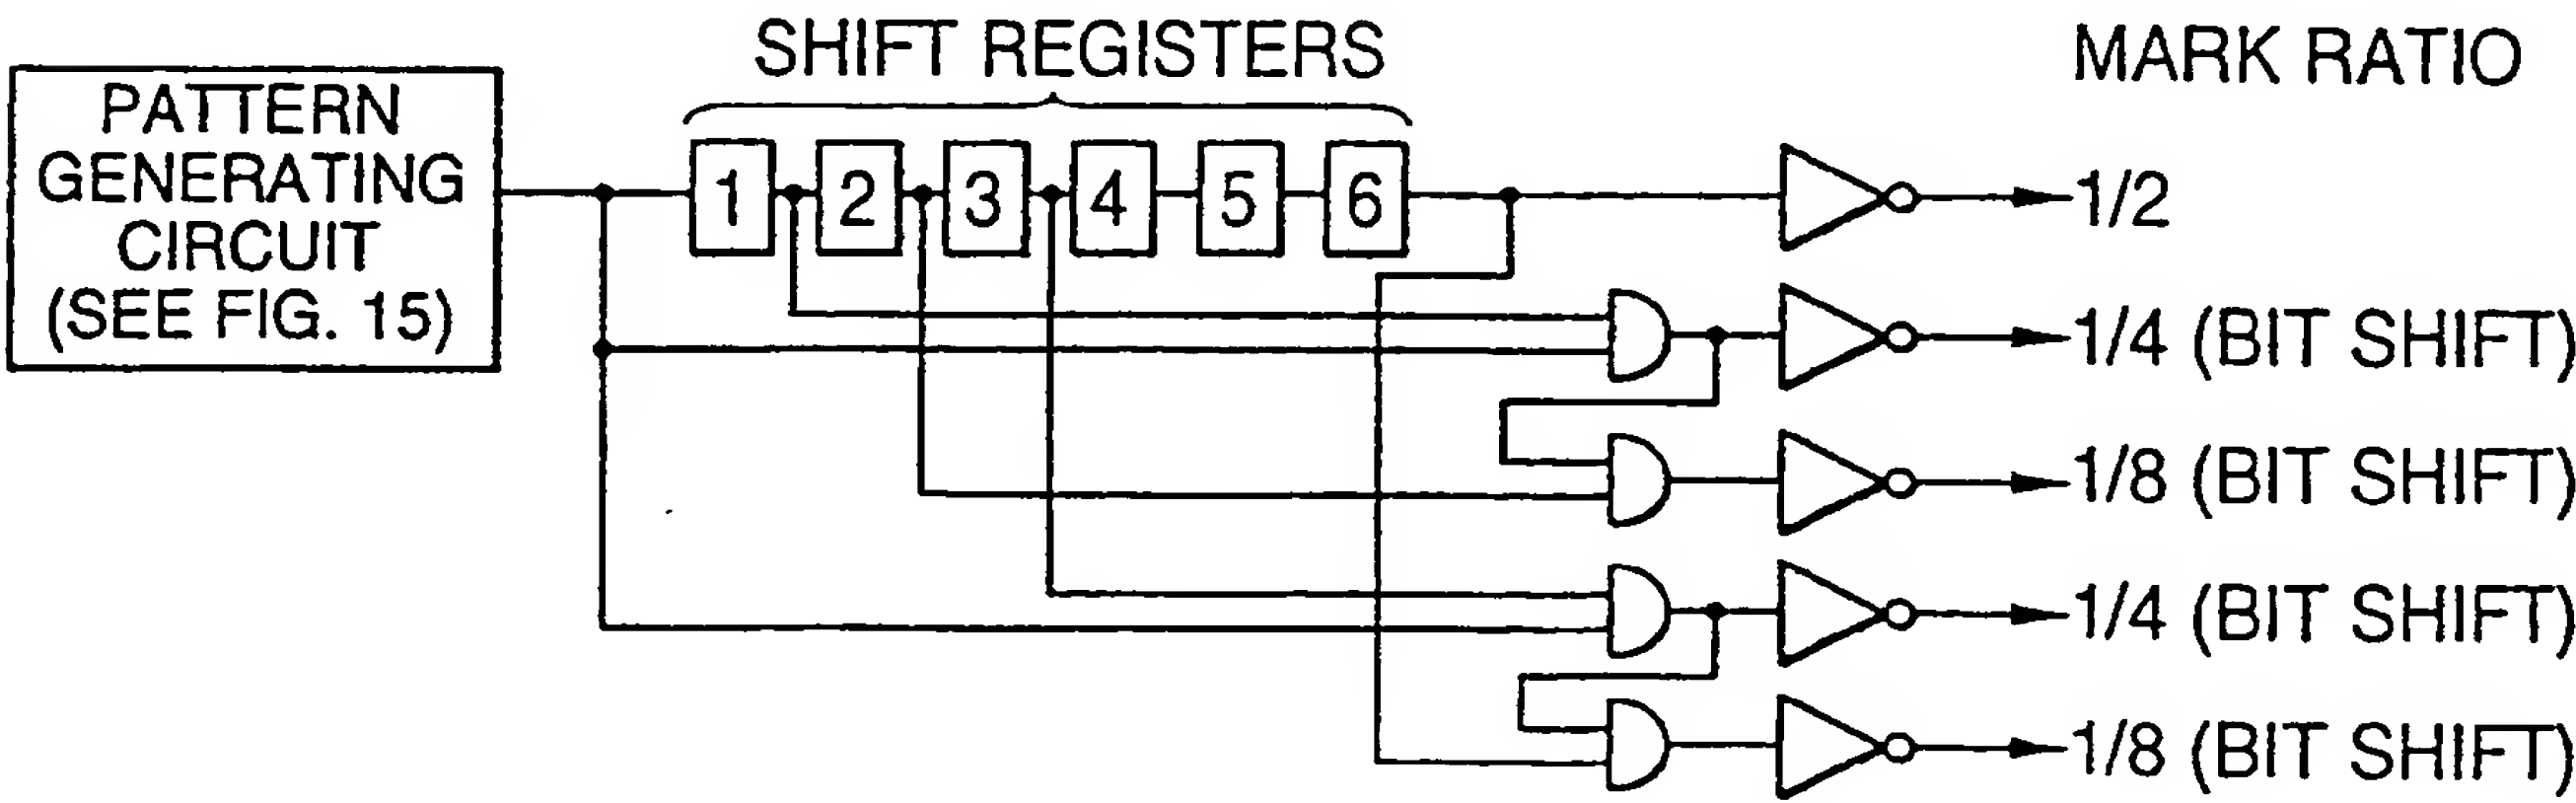 SHIFT REGISTERS
MARK RATIO
PATTERN
GENERATING
CIRCUIT
(SEE FIG. 15)
1 2 3 4 5 6
1/2
1/4 (BIT SHIFT)
1/8 (BIT SHIFT)
1/4 (BIT SHIFT)
1/8 (BIT SHIFT)